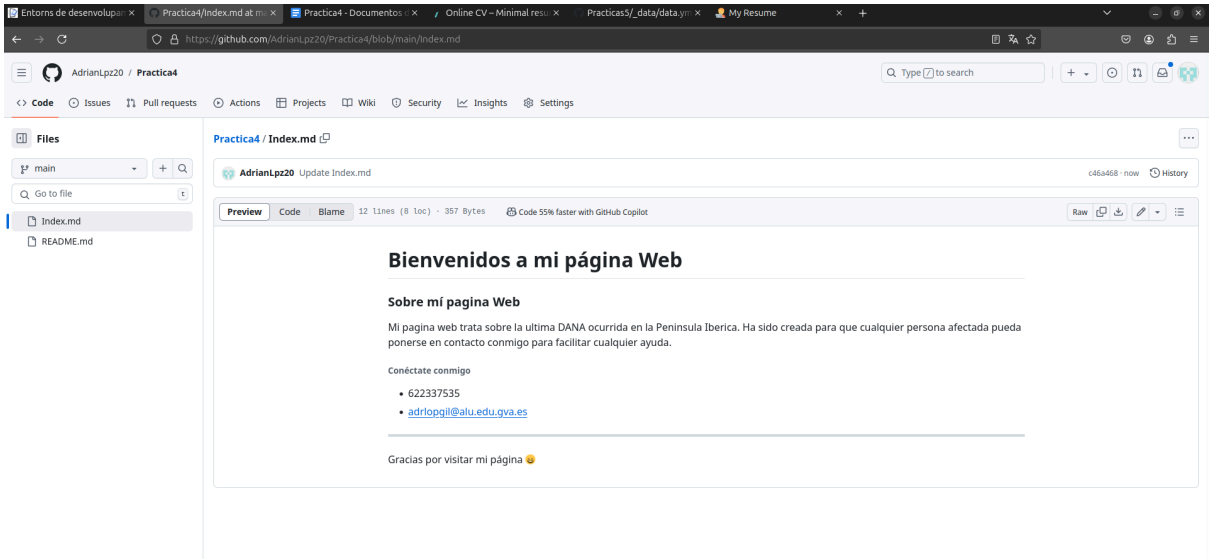 Entorns de desenvolupan
Practica4/Index.md at ma
Practica4 - Documentos d
Online CV – Minimal resu
Practicas5/_data/data.ym
My Resume
https://github.com/AdrianLpz20/Practica4/blob/main/Index.md
AdrianLpz20 / Practica4
Type / to search
Code Issues Pull requests Actions Projects Wiki Security Insights Settings
Files
Practica4 / Index.md
main
AdrianLpz20 Update Index.md
c46a468 · now History
Go to file t
Preview Code Blame 12 lines (8 loc) · 357 Bytes Code 55% faster with GitHub Copilot
Raw
Index.md
README.md
Bienvenidos a mi página Web
Sobre mí pagina Web
Mi pagina web trata sobre la ultima DANA ocurrida en la Peninsula Iberica. Ha sido creada para que cualquier persona afectada pueda
ponerse en contacto conmigo para facilitar cualquier ayuda.
Conéctate conmigo
• 622337535
• adrlopgil@alu.edu.gva.es
Gracias por visitar mi página 😄